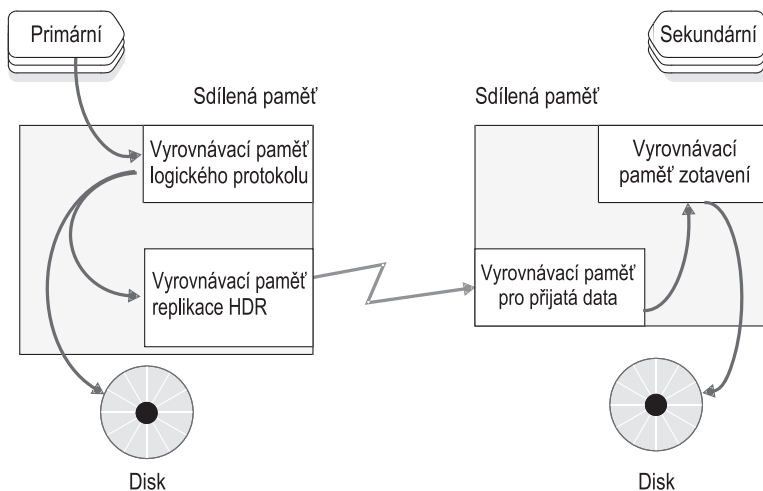 Primární
Sekundární
Sdílená paměť
Sdílená paměť
Vyrovnávací paměť
logického protokolu
Vyrovnávací
paměť zotavení
Vyrovnávací paměť
replikace HDR
Vyrovnávací paměť
pro přijatá data
Disk
Disk